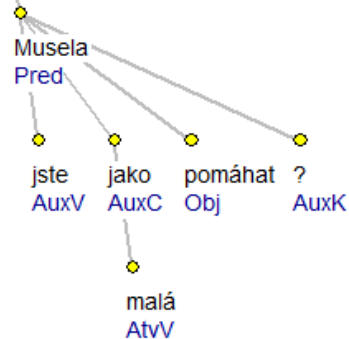 Musela
Pred
jste jako pomáhat ?
AuxV AuxC Obj AuxK
malá
AtvV